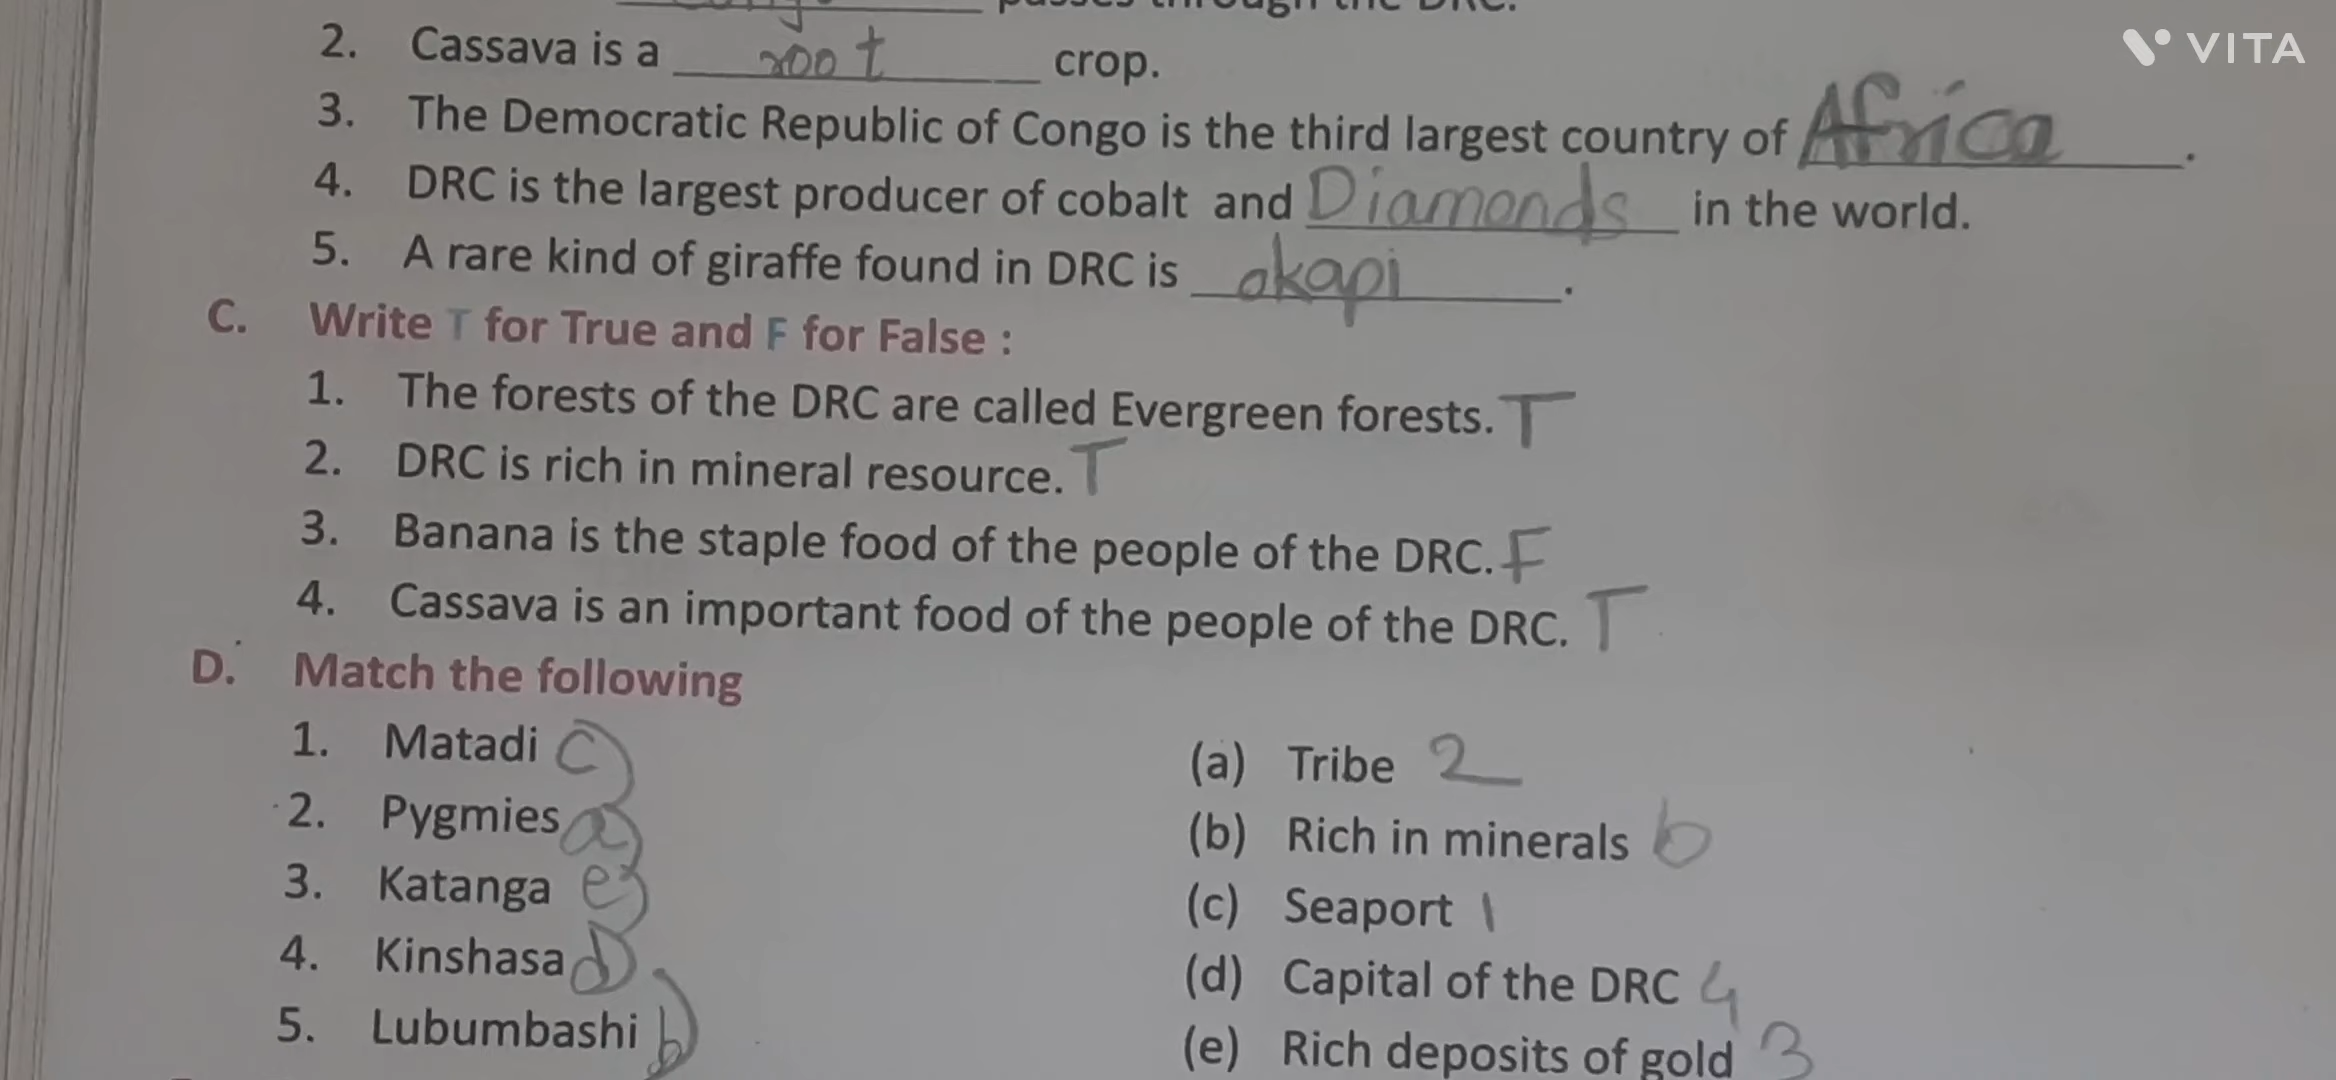 passes through the DRC.
VITA
2. Cassava is a root crop.
3. The Democratic Republic of Congo is the third largest country of Africa.
4. DRC is the largest producer of cobalt and Diamonds in the world.
5. A rare kind of giraffe found in DRC is okapi.
C. Write T for True and F for False :
1. The forests of the DRC are called Evergreen forests. T
2. DRC is rich in mineral resource. T
3. Banana is the staple food of the people of the DRC. F
4. Cassava is an important food of the people of the DRC. T
D. Match the following
1. Matadi c) (a) Tribe 2
2. Pygmies a) (b) Rich in minerals b
3. Katanga e) (c) Seaport 1
4. Kinshasa d) (d) Capital of the DRC 4
5. Lubumbashi b) (e) Rich deposits of gold 3